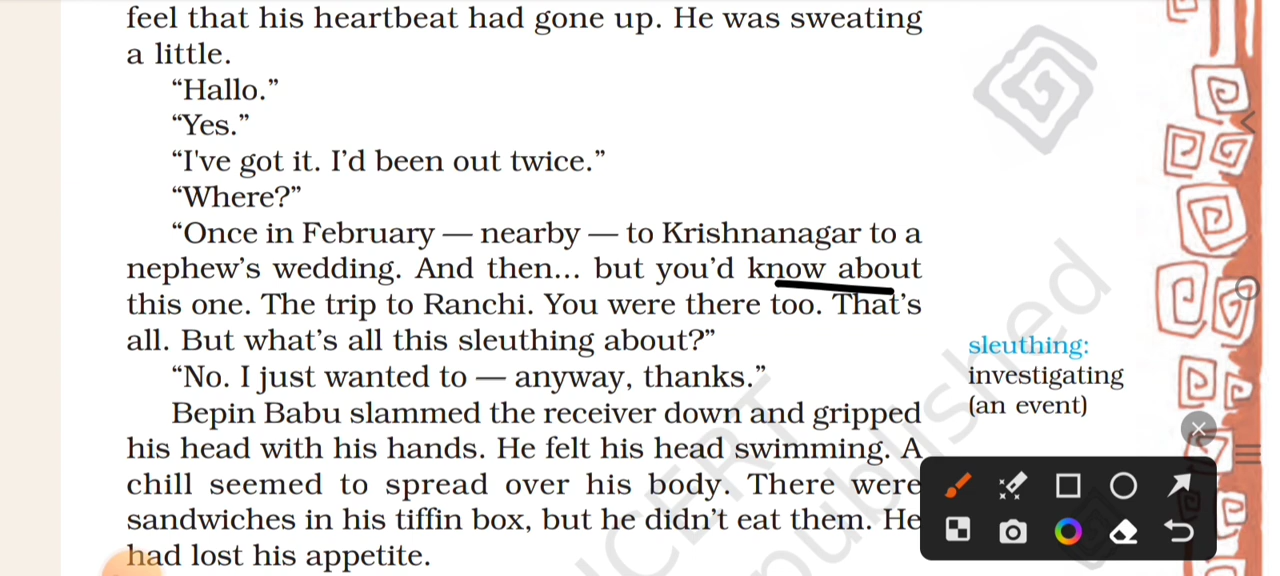 feel that his heartbeat had gone up. He was sweating
a little.
“Hallo.”
“Yes.”
“I've got it. I’d been out twice.”
“Where?”
“Once in February — nearby — to Krishnanagar to a
nephew’s wedding. And then... but you’d know about
this one. The trip to Ranchi. You were there too. That’s
all. But what’s all this sleuthing about?”
“No. I just wanted to — anyway, thanks.”
Bepin Babu slammed the receiver down and gripped
his head with his hands. He felt his head swimming. A
chill seemed to spread over his body. There were
sandwiches in his tiffin box, but he didn’t eat them. He
had lost his appetite.
sleuthing:
investigating
(an event)